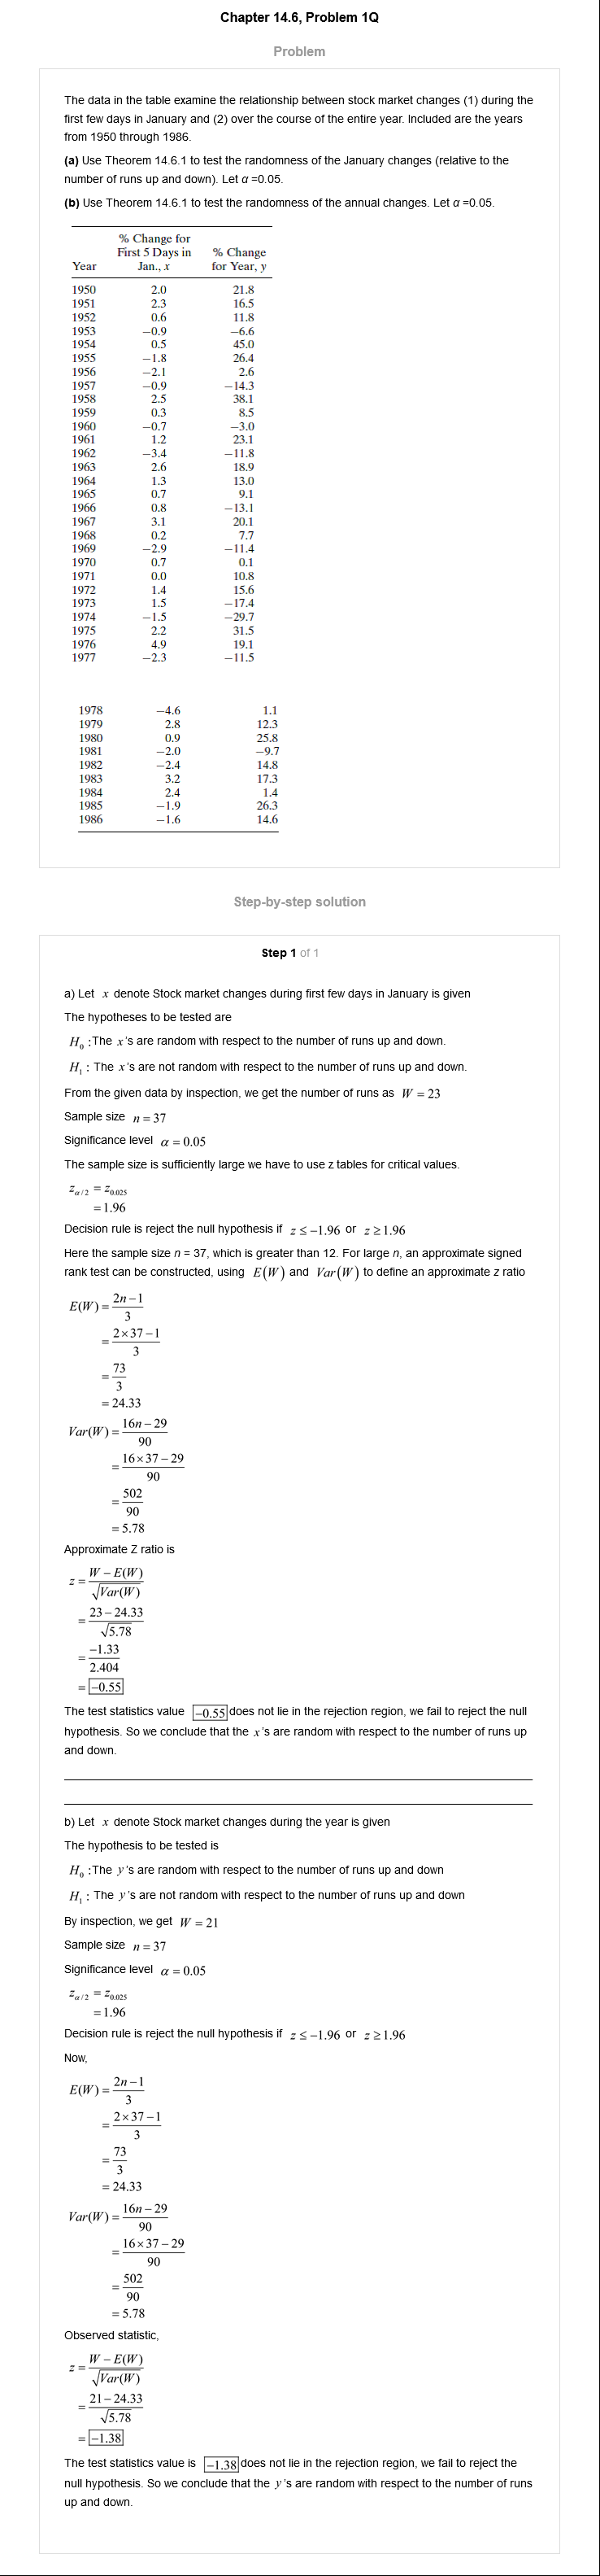 Chapter 14.6, Problem 1Q
Problem
The data in the table examine the relationship between stock market changes (1) during the
first few days in January and (2) over the course of the entire year. Included are the years
from 1950 through 1986.
(a) Use Theorem 14.6.1 to test the randomness of the January changes (relative to the
number of runs up and down). Let α =0.05.
(b) Use Theorem 14.6.1 to test the randomness of the annual changes. Let α =0.05.
% Change for
First 5 Days in % Change
Year Jan., x for Year, y
1950 2.0 21.8
1951 2.3 16.5
1952 0.6 11.8
1953 −0.9 −6.6
1954 0.5 45.0
1955 −1.8 26.4
1956 −2.1 2.6
1957 −0.9 −14.3
1958 2.5 38.1
1959 0.3 8.5
1960 −0.7 −3.0
1961 1.2 23.1
1962 −3.4 −11.8
1963 2.6 18.9
1964 1.3 13.0
1965 0.7 9.1
1966 0.8 −13.1
1967 3.1 20.1
1968 0.2 7.7
1969 −2.9 −11.4
1970 0.7 0.1
1971 0.0 10.8
1972 1.4 15.6
1973 1.5 −17.4
1974 −1.5 −29.7
1975 2.2 31.5
1976 4.9 19.1
1977 −2.3 −11.5
1978 −4.6 1.1
1979 2.8 12.3
1980 0.9 25.8
1981 −2.0 −9.7
1982 −2.4 14.8
1983 3.2 17.3
1984 2.4 1.4
1985 −1.9 26.3
1986 −1.6 14.6
Step-by-step solution
Step 1 of 1
a) Let x denote Stock market changes during first few days in January is given
The hypotheses to be tested are
H₀ :The x's are random with respect to the number of runs up and down.
H₁ : The x's are not random with respect to the number of runs up and down.
From the given data by inspection, we get the number of runs as W = 23
Sample size n = 37
Significance level α = 0.05
The sample size is sufficiently large we have to use z tables for critical values.
z_{α/2} = z_{0.025}
= 1.96
Decision rule is reject the null hypothesis if z ≤ −1.96 or z ≥ 1.96
Here the sample size n = 37, which is greater than 12. For large n, an approximate signed
rank test can be constructed, using E(W) and Var(W) to define an approximate z ratio
E(W) = \frac{2n−1}{3}
= \frac{2×37−1}{3}
= \frac{73}{3}
= 24.33
Var(W) = \frac{16n−29}{90}
= \frac{16×37−29}{90}
= \frac{502}{90}
= 5.78
Approximate Z ratio is
z = \frac{W−E(W)}{\sqrt{Var(W)}}
= \frac{23−24.33}{\sqrt{5.78}}
= \frac{−1.33}{2.404}
= −0.55
The test statistics value −0.55 does not lie in the rejection region, we fail to reject the null
hypothesis. So we conclude that the x's are random with respect to the number of runs up
and down.
b) Let x denote Stock market changes during the year is given
The hypothesis to be tested is
H₀ :The y's are random with respect to the number of runs up and down
H₁ : The y's are not random with respect to the number of runs up and down
By inspection, we get W = 21
Sample size n = 37
Significance level α = 0.05
z_{α/2} = z_{0.025}
= 1.96
Decision rule is reject the null hypothesis if z ≤ −1.96 or z ≥ 1.96
Now,
E(W) = \frac{2n−1}{3}
= \frac{2×37−1}{3}
= \frac{73}{3}
= 24.33
Var(W) = \frac{16n−29}{90}
= \frac{16×37−29}{90}
= \frac{502}{90}
= 5.78
Observed statistic,
z = \frac{W−E(W)}{\sqrt{Var(W)}}
= \frac{21−24.33}{\sqrt{5.78}}
= −1.38
The test statistics value is −1.38 does not lie in the rejection region, we fail to reject the
null hypothesis. So we conclude that the y's are random with respect to the number of runs
up and down.